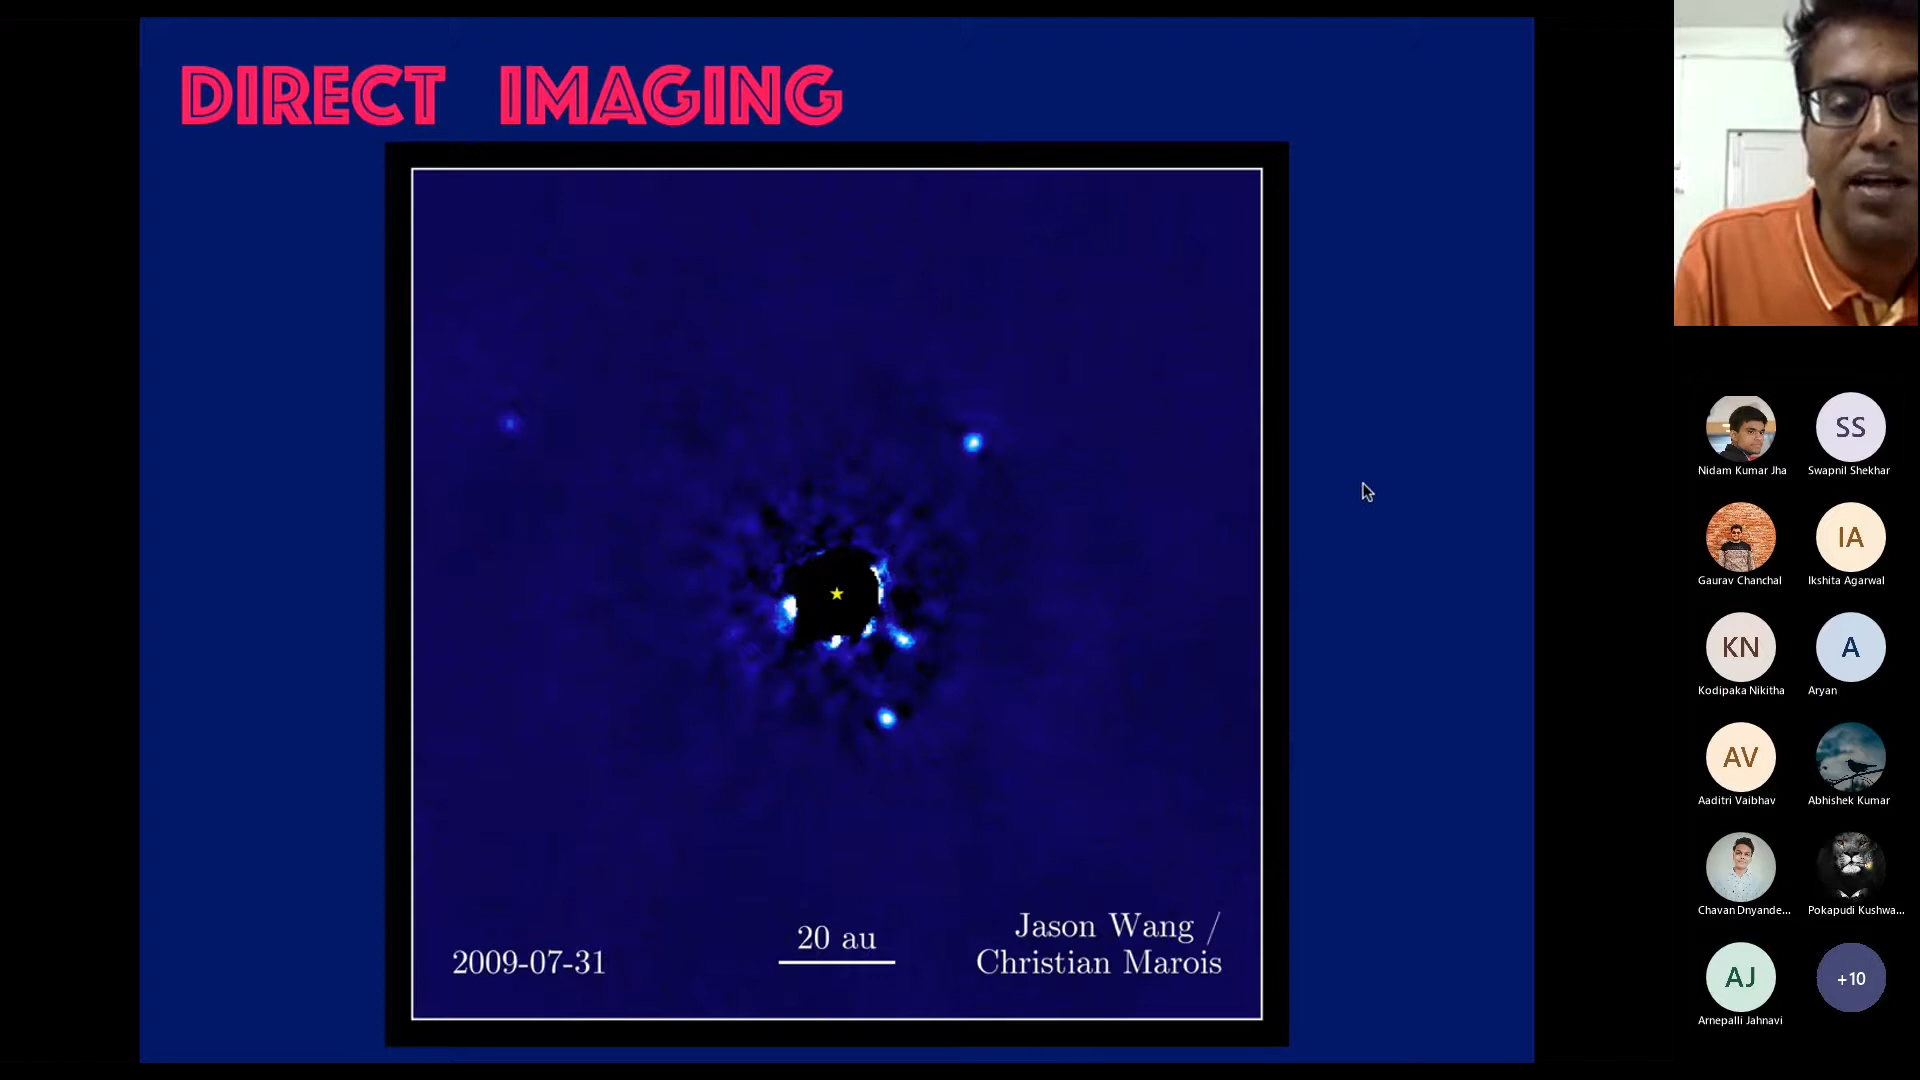 DIRECT IMAGING
20 au
2009-07-31
Jason Wang /
Christian Marois
Nidam Kumar Jha
SS
Swapnil Shekhar
Gaurav Chanchal
IA
Ikshita Agarwal
KN
Kodipaka Nikitha
A
Aryan
AV
Aaditri Vaibhav
Abhishek Kumar
Chavan Dnyande...
Pokapudi Kushwa...
AJ
Arnepalli Jahnavi
+10